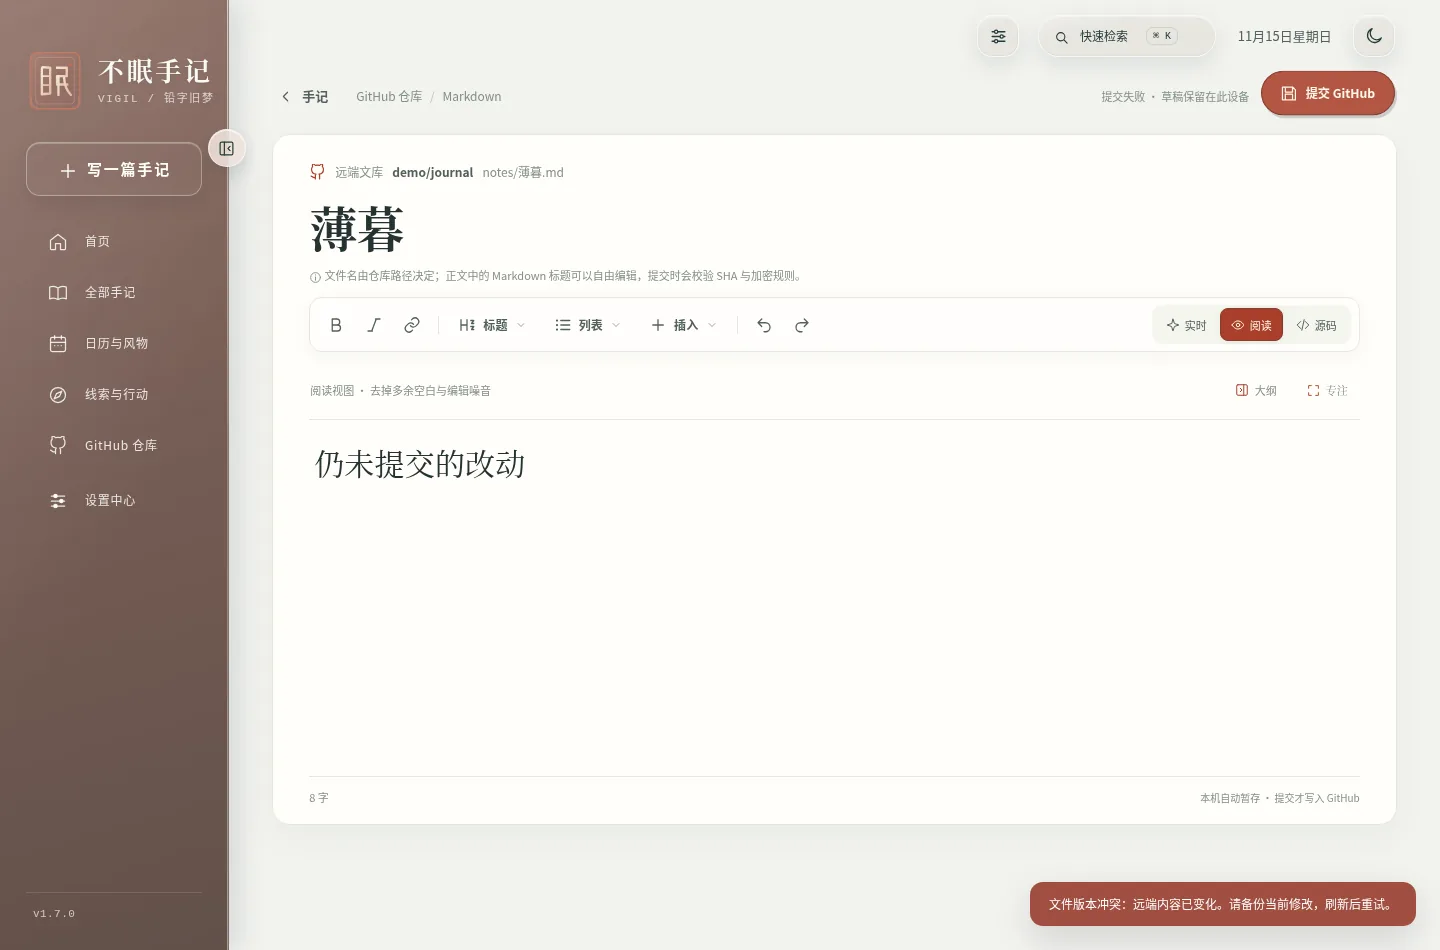 不眠手记
VIGIL / 铅字旧梦
写一篇手记
首页
全部手记
日历与风物
线索与行动
GitHub 仓库
设置中心
v1.7.0
快速检索 ⌘ K
11月15日星期日
手记 GitHub 仓库 / Markdown
提交失败 · 草稿保留在此设备
提交 GitHub
远端文库 demo/journal notes/薄暮.md
薄暮
文件名由仓库路径决定；正文中的 Markdown 标题可以自由编辑，提交时会校验 SHA 与加密规则。
标题 列表 插入
实时 阅读 源码
阅读视图 · 去掉多余空白与编辑噪音
大纲 专注
仍未提交的改动
8 字
本机自动暂存 · 提交才写入 GitHub
文件版本冲突：远端内容已变化。请备份当前修改，刷新后重试。